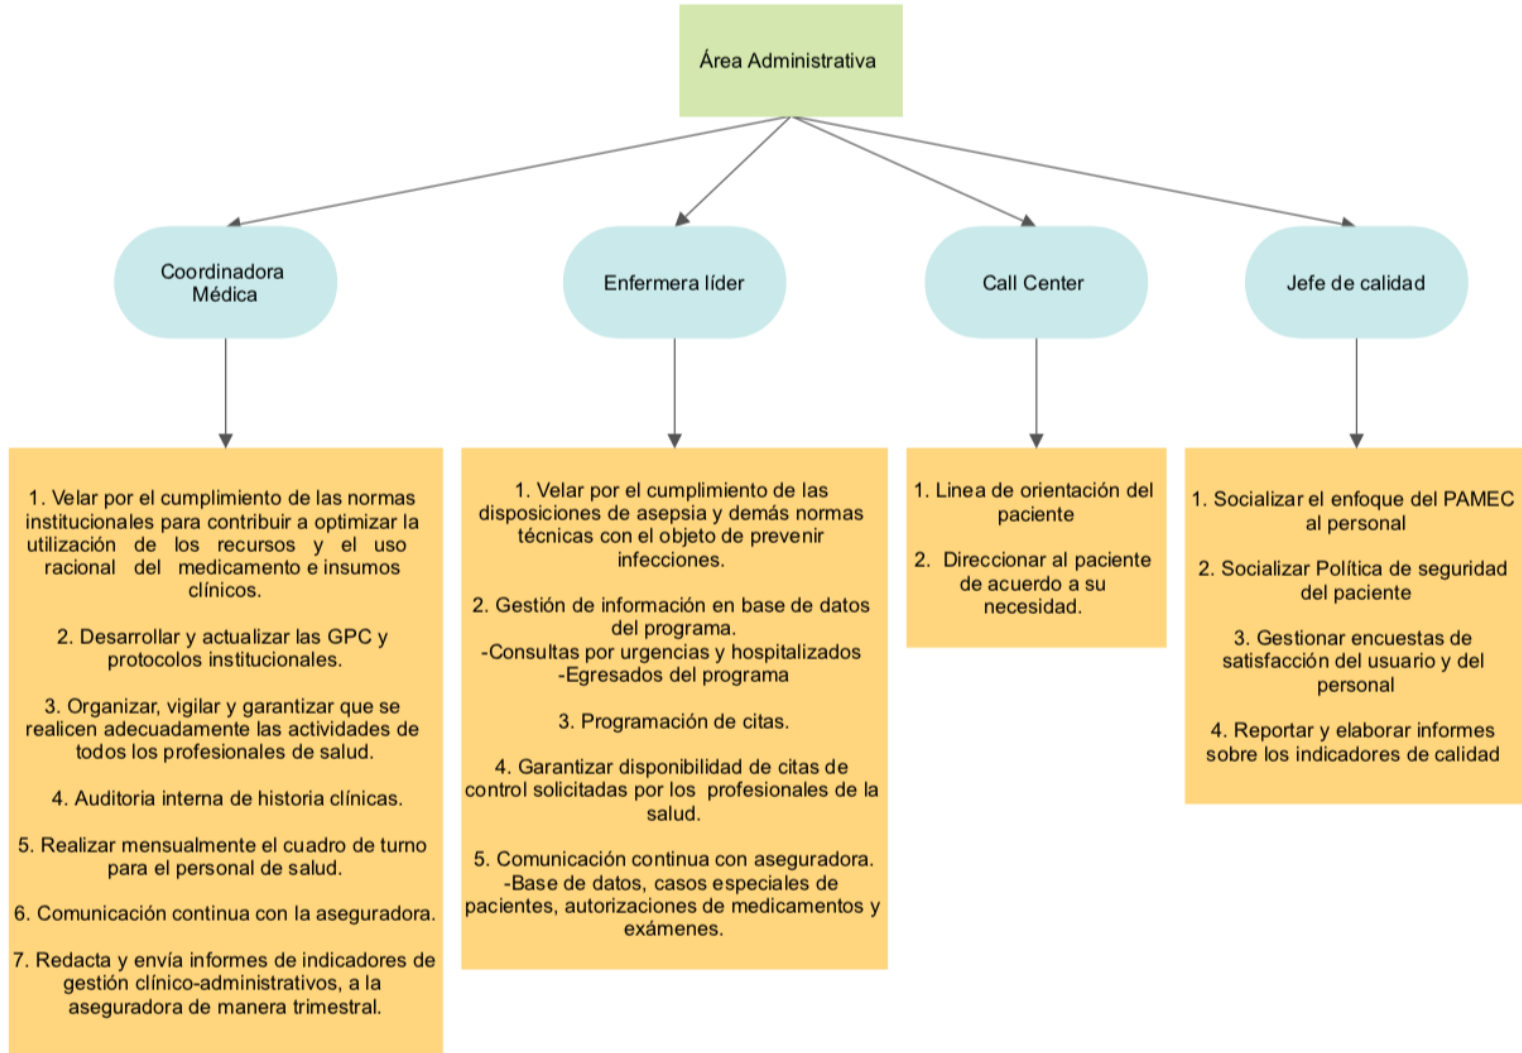 Área Administrativa
Coordinadora
Médica
Enfermera líder
Call Center
Jefe de calidad
1. Velar por el cumplimiento de las normas
institucionales para contribuir a optimizar la
utilización de los recursos y el uso
racional del medicamento e insumos
clínicos.
2. Desarrollar y actualizar las GPC y
protocolos institucionales.
3. Organizar, vigilar y garantizar que se
realicen adecuadamente las actividades de
todos los profesionales de salud.
4. Auditoria interna de historia clínicas.
5. Realizar mensualmente el cuadro de turno
para el personal de salud.
6. Comunicación continua con la aseguradora.
7. Redacta y envía informes de indicadores de
gestión clínico-administrativos, a la
aseguradora de manera trimestral.
1. Velar por el cumplimiento de las
disposiciones de asepsia y demás normas
técnicas con el objeto de prevenir
infecciones.
2. Gestión de información en base de datos
del programa.
-Consultas por urgencias y hospitalizados
-Egresados del programa
3. Programación de citas.
4. Garantizar disponibilidad de citas de
control solicitadas por los profesionales de la
salud.
5. Comunicación continua con aseguradora.
-Base de datos, casos especiales de
pacientes, autorizaciones de medicamentos y
exámenes.
1. Linea de orientación del
paciente
2. Direccionar al paciente
de acuerdo a su
necesidad.
1. Socializar el enfoque del PAMEC
al personal
2. Socializar Política de seguridad
del paciente
3. Gestionar encuestas de
satisfacción del usuario y del
personal
4. Reportar y elaborar informes
sobre los indicadores de calidad